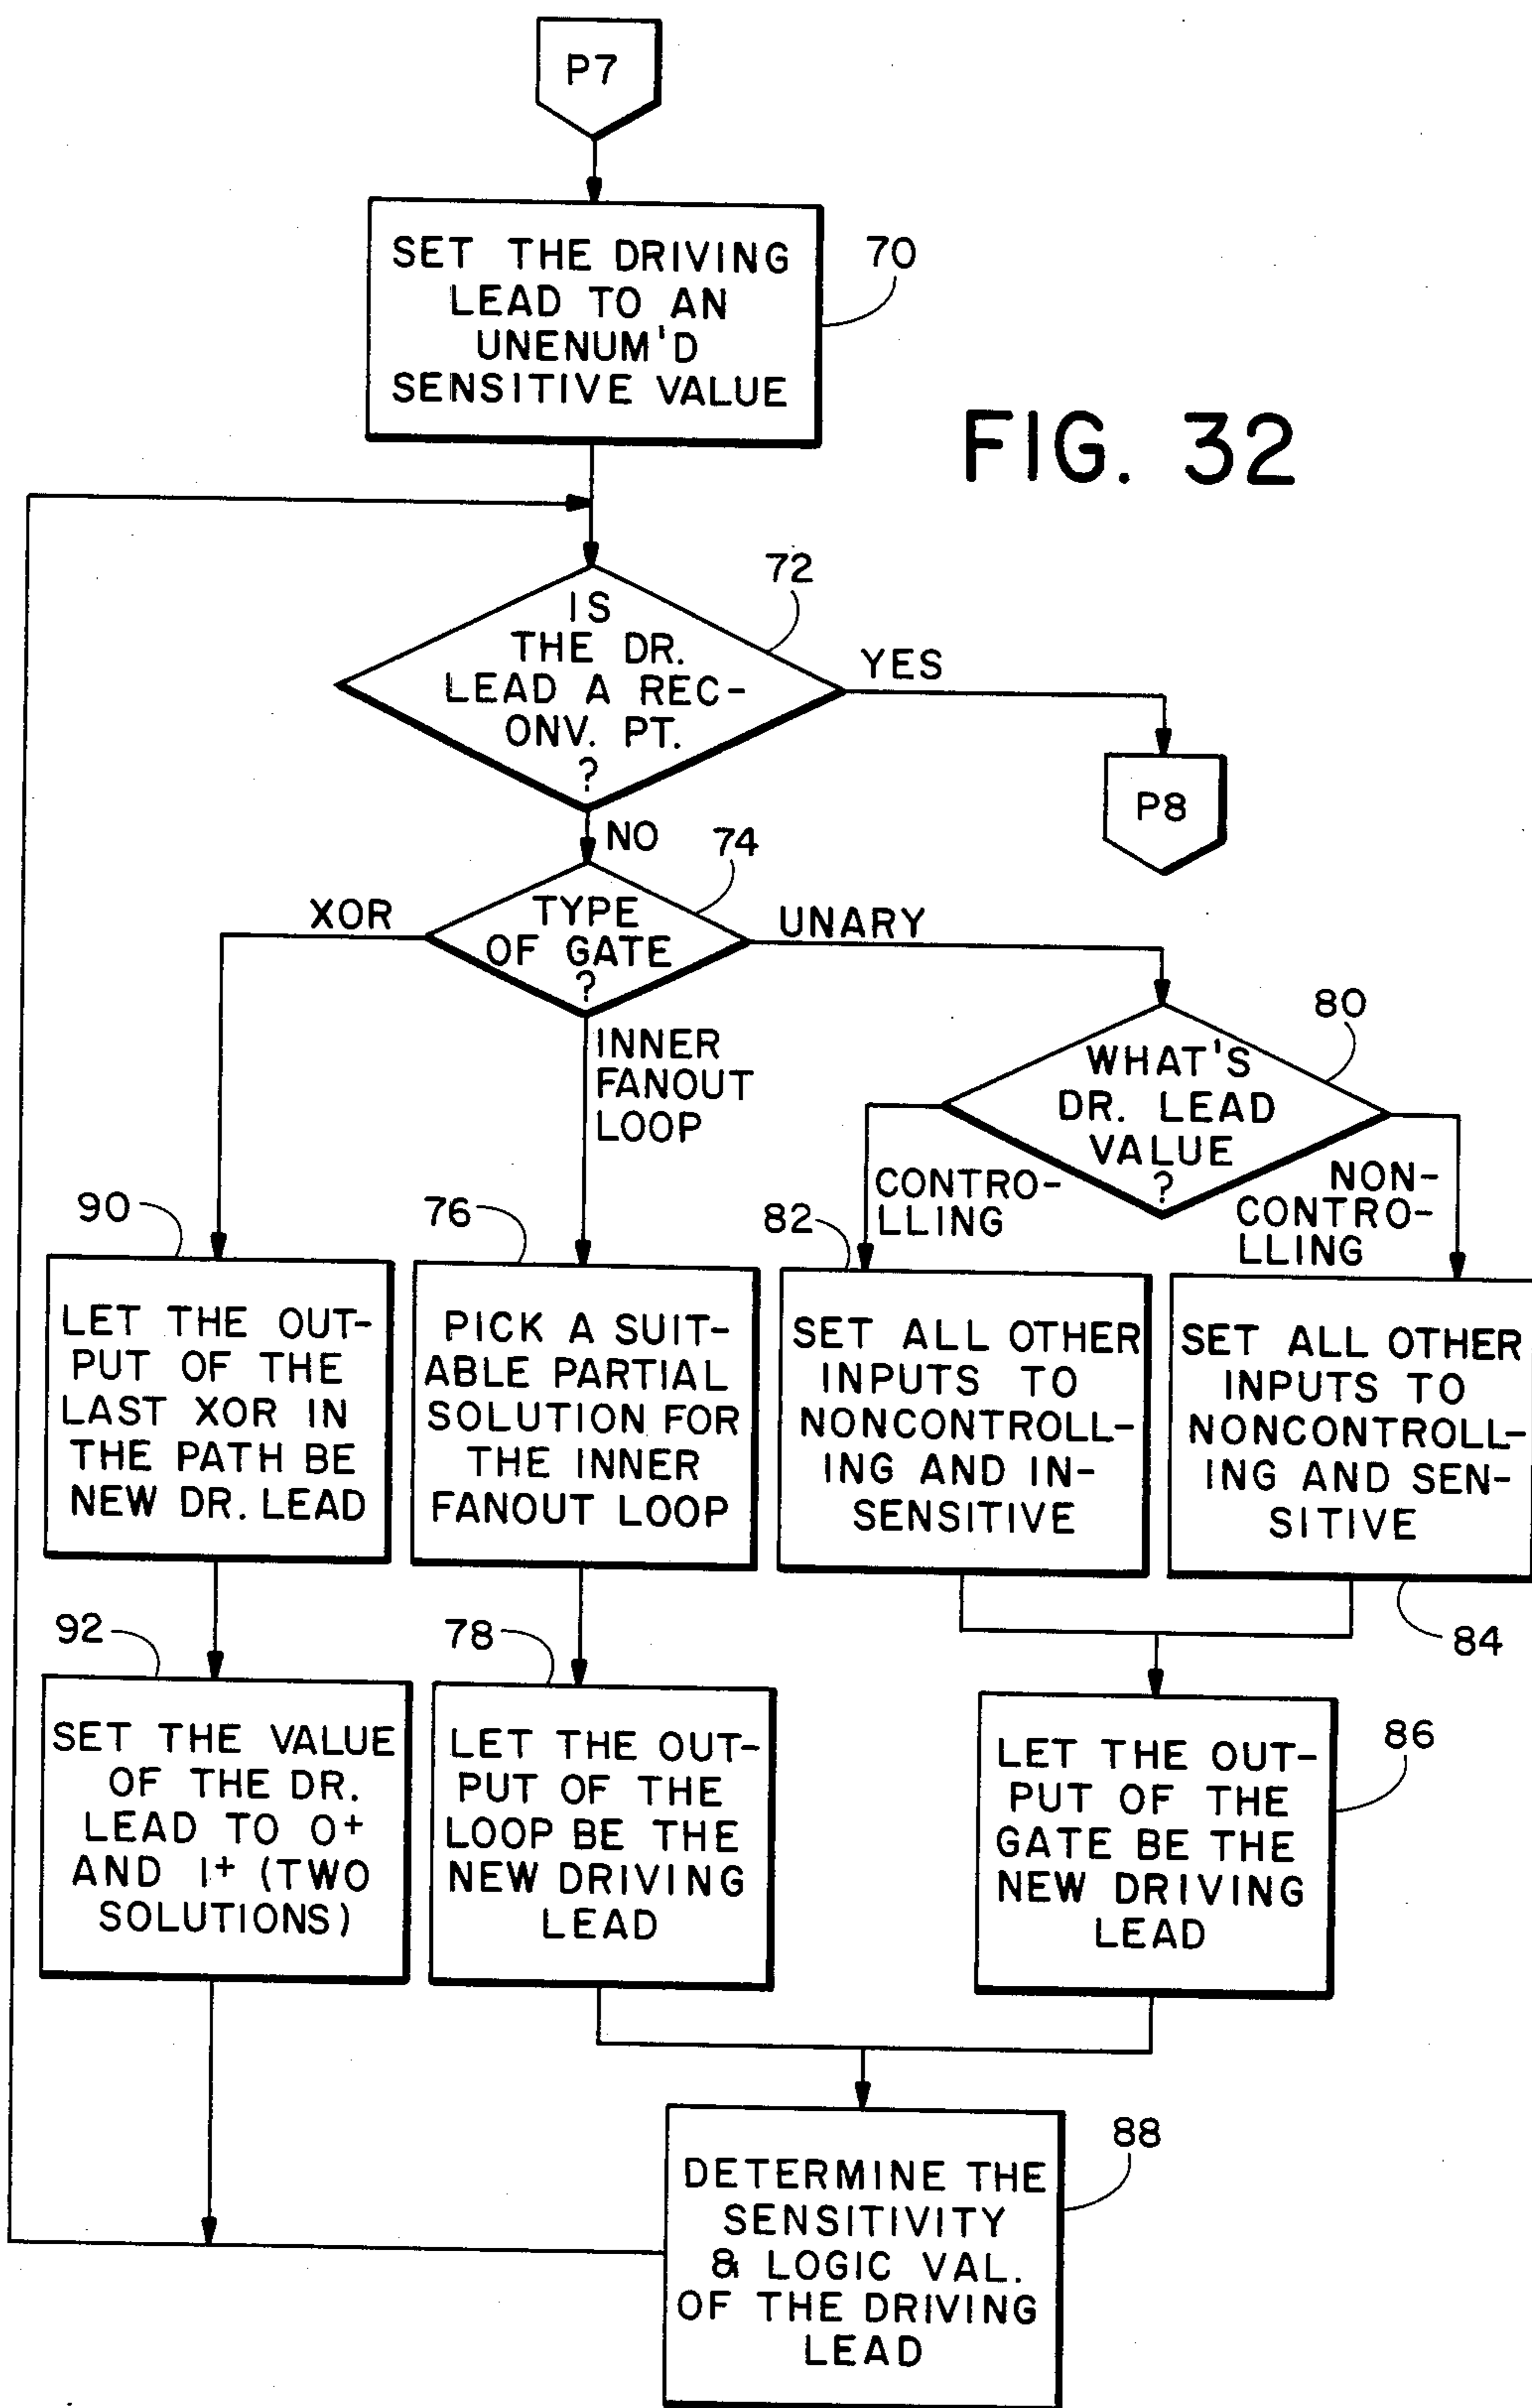 P7
SET THE DRIVING
LEAD TO AN
UNENUM'D
SENSITIVE VALUE
70
FIG. 32
72
IS
THE DR.
LEAD A REC-
ONV. PT.
?
YES
P8
NO
74
XOR
TYPE
OF GATE
?
UNARY
INNER
FANOUT
LOOP
80
WHAT'S
DR. LEAD
VALUE
?
CONTRO-
LLING
NON-
CONTRO-
LLING
90
LET THE OUT-
PUT OF THE
LAST XOR IN
THE PATH BE
NEW DR. LEAD
76
PICK A SUIT-
ABLE PARTIAL
SOLUTION FOR
THE INNER
FANOUT LOOP
82
SET ALL OTHER
INPUTS TO
NONCONTROLL-
ING AND IN-
SENSITIVE
SET ALL OTHER
INPUTS TO
NONCONTROLL-
ING AND SEN-
SITIVE
84
92
SET THE VALUE
OF THE DR.
LEAD TO 0+
AND 1+ (TWO
SOLUTIONS)
78
LET THE OUT-
PUT OF THE
LOOP BE THE
NEW DRIVING
LEAD
86
LET THE OUT-
PUT OF THE
GATE BE THE
NEW DRIVING
LEAD
88
DETERMINE THE
SENSITIVITY
& LOGIC VAL.
OF THE DRIVING
LEAD